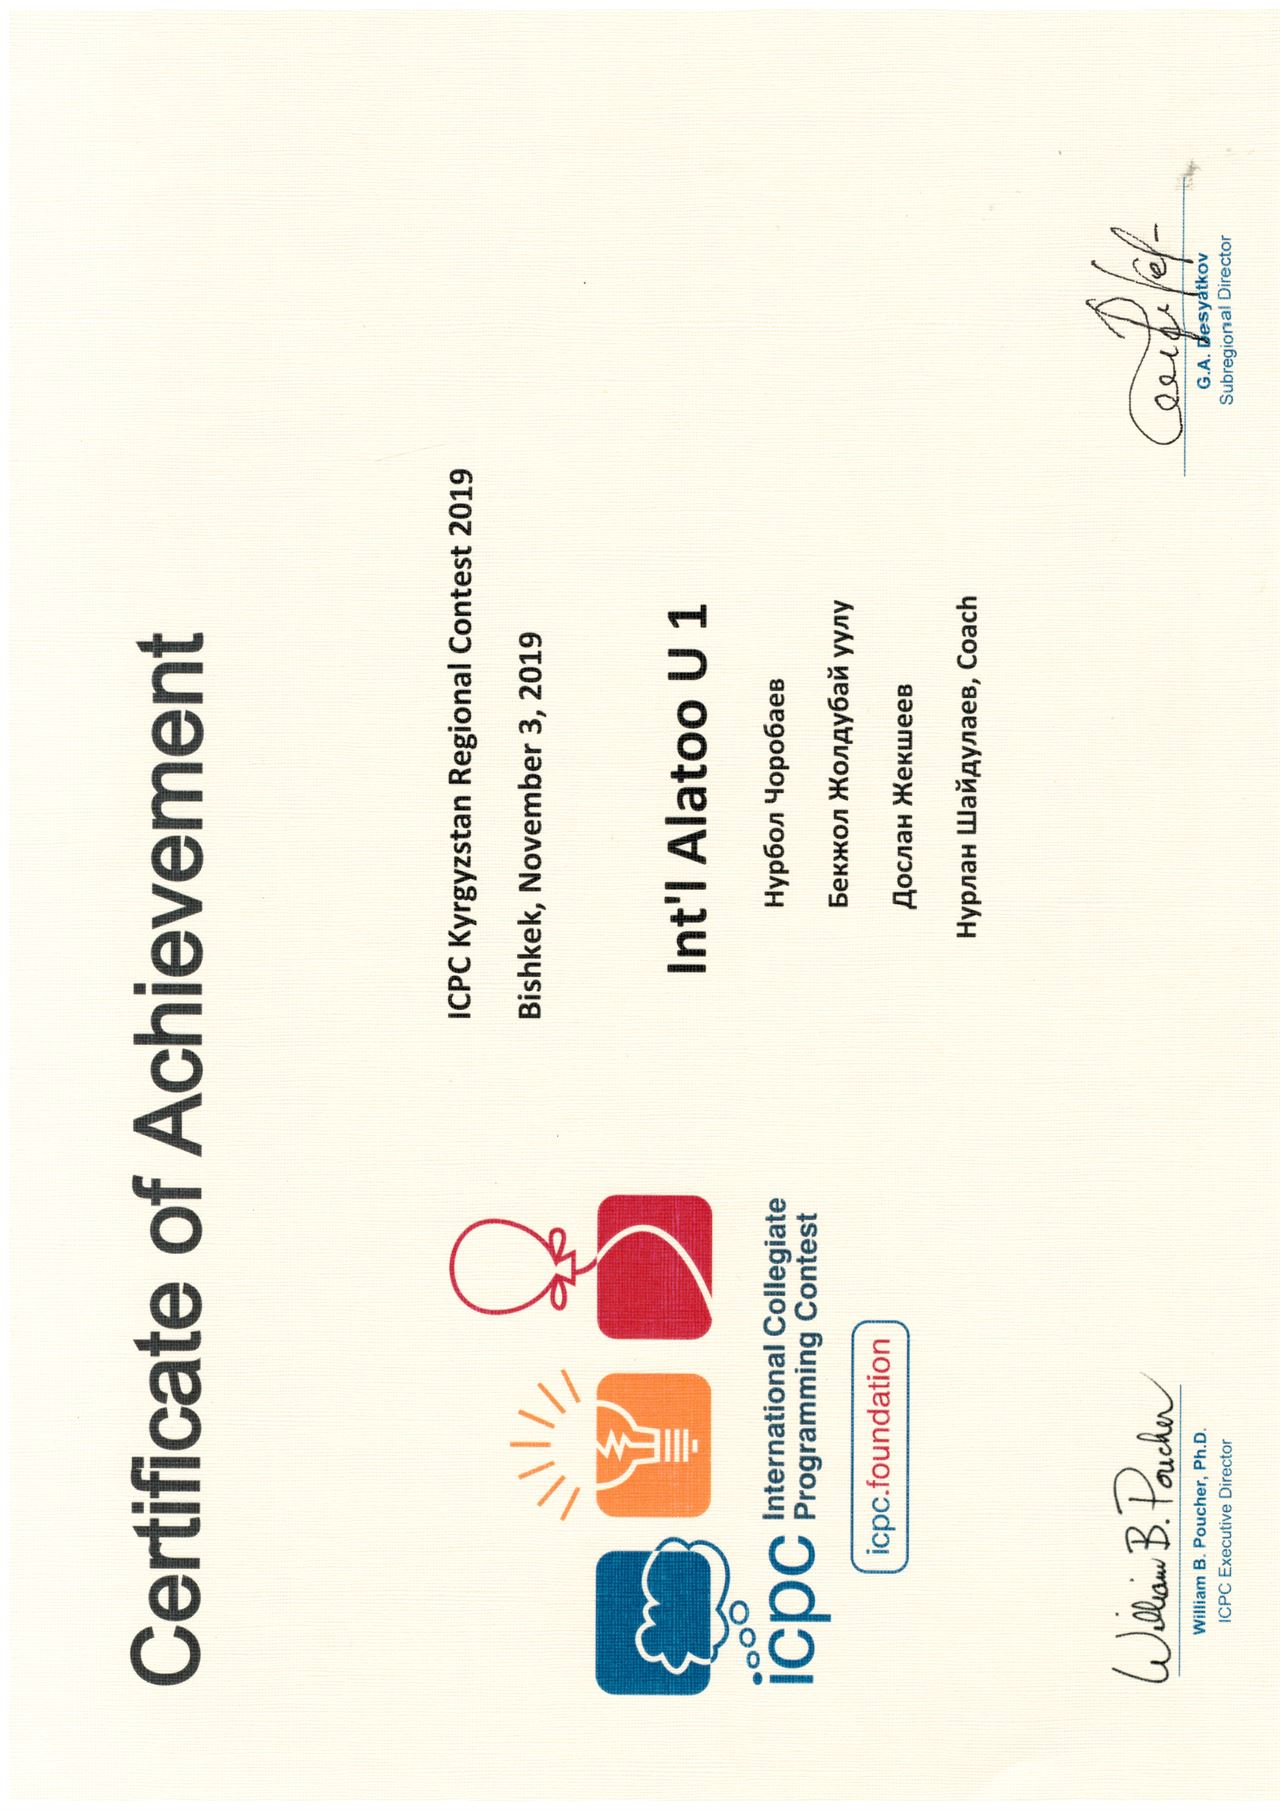 Certificate of Achievement
ICPC Kyrgyzstan Regional Contest 2019
Bishkek, November 3, 2019
Int'l Alatoo U 1
Нурбол Чоробаев
Бекжол Жолдубай уулу
Дослан Жекшеев
Нурлан Шайдулаев, Coach
icpc International Collegiate
Programming Contest
icpc.foundation
William B. Poucher
William B. Poucher, Ph.D.
ICPC Executive Director
G.A. Desyatkov
Subregional Director